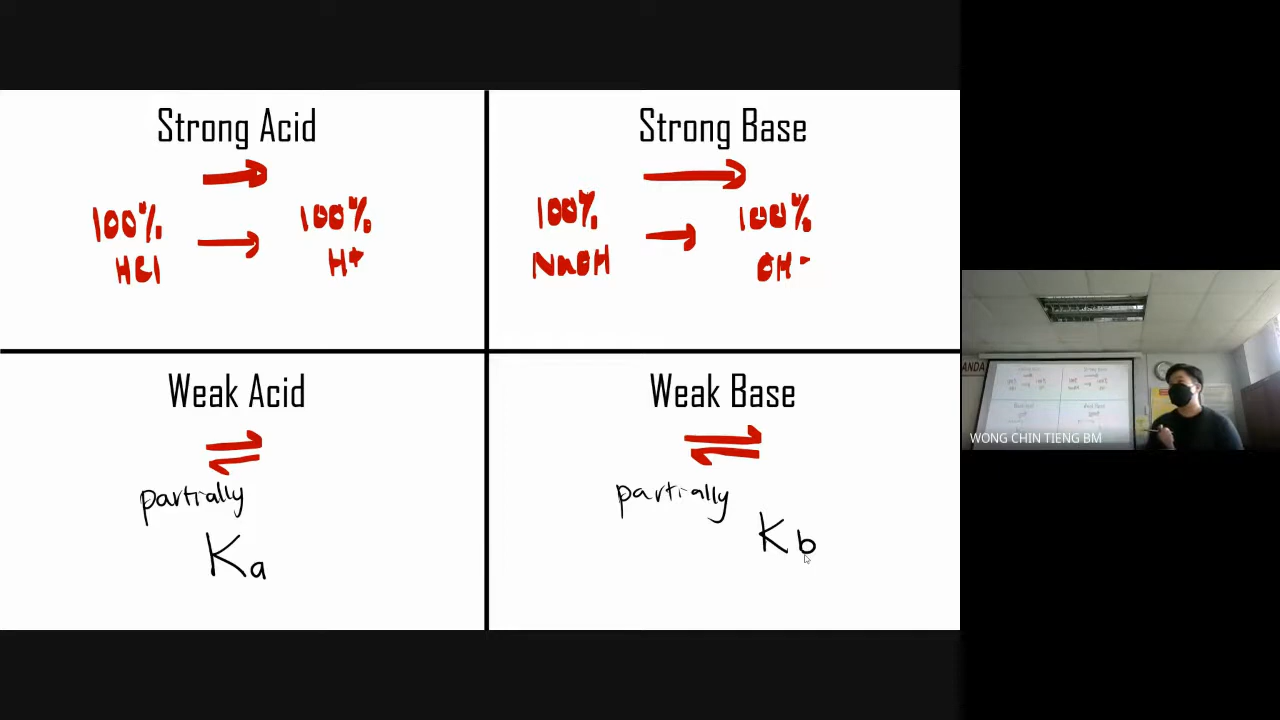 Strong Acid
100% → 100%
HCl H+
Strong Base
100% → 100%
NaOH OH-
Weak Acid
⇌
partially
Ka
Weak Base
⇌
partially
Kb
WONG CHIN TIENG BM